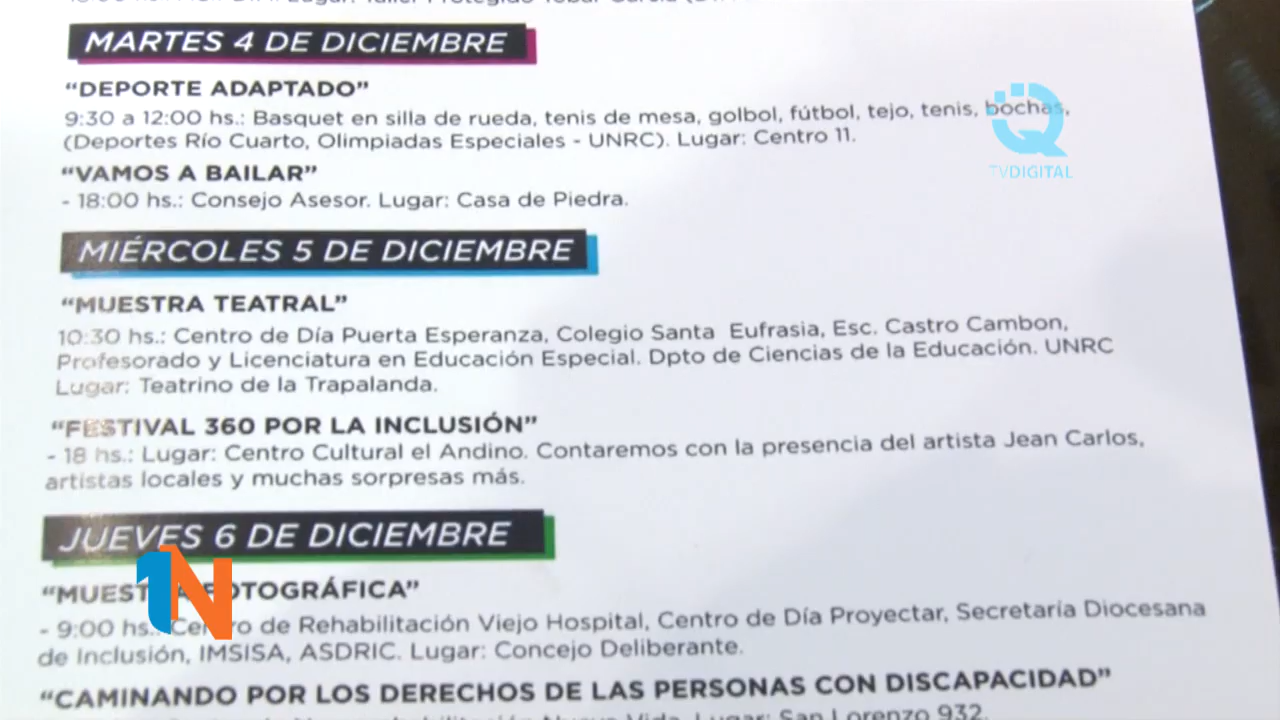 MARTES 4 DE DICIEMBRE
“DEPORTE ADAPTADO”
9:30 a 12:00 hs.: Basquet en silla de rueda, tenis de mesa, golbol, fútbol, tejo, tenis, bochas,
(Deportes Río Cuarto, Olimpiadas Especiales - UNRC). Lugar: Centro 11.
“VAMOS A BAILAR”
- 18:00 hs.: Consejo Asesor. Lugar: Casa de Piedra.
Q
TVDIGITAL
MIÉRCOLES 5 DE DICIEMBRE
“MUESTRA TEATRAL”
10:30 hs.: Centro de Día Puerta Esperanza, Colegio Santa Eufrasia, Esc. Castro Cambon,
Profesorado y Licenciatura en Educación Especial. Dpto de Ciencias de la Educación. UNRC
Lugar: Teatrino de la Trapalanda.
“FESTIVAL 360 POR LA INCLUSIÓN”
- 18 hs.: Lugar: Centro Cultural el Andino. Contaremos con la presencia del artista Jean Carlos,
artistas locales y muchas sorpresas más.
JUEVES 6 DE DICIEMBRE
“MUESTRA FOTOGRÁFICA”
1N
- 9:00 hs.: Centro de Rehabilitación Viejo Hospital, Centro de Día Proyectar, Secretaría Diocesana
de Inclusión, IMSISA, ASDRIC. Lugar: Concejo Deliberante.
“CAMINANDO POR LOS DERECHOS DE LAS PERSONAS CON DISCAPACIDAD”
Lugar: San Lorenzo 932.